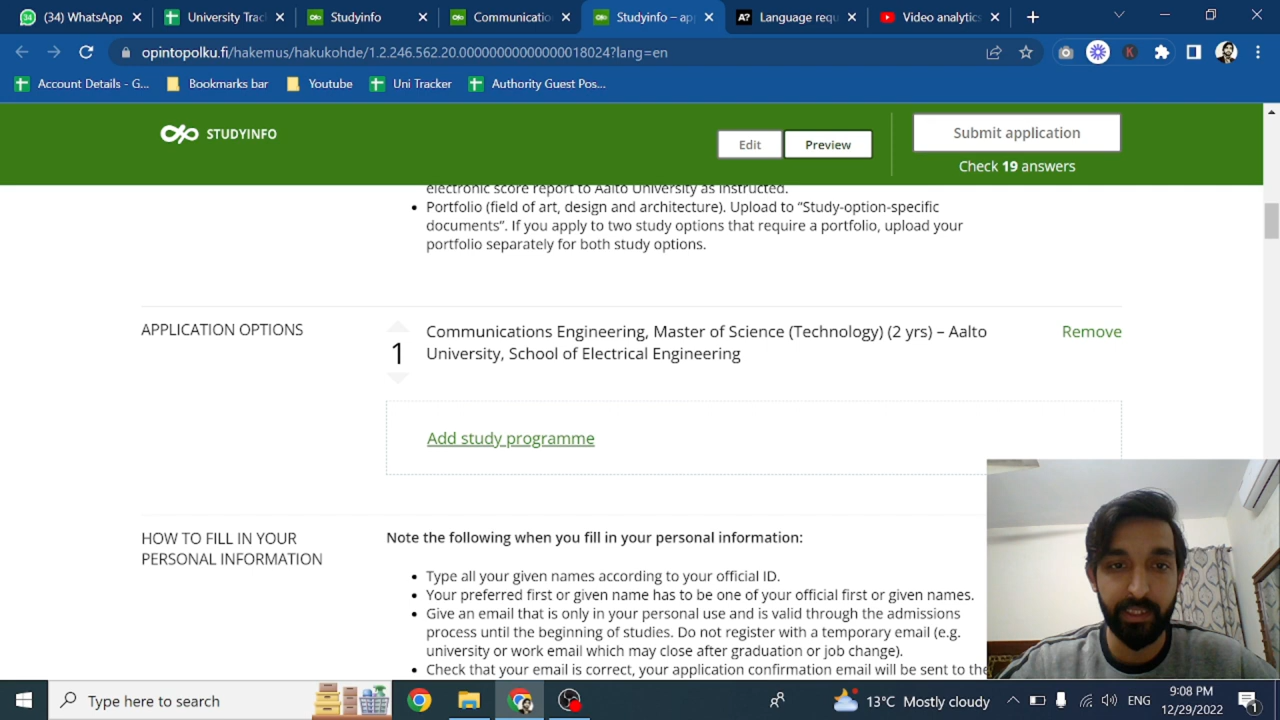 (34) WhatsApp
University Trac
Studyinfo
Communicatio
Studyinfo – ap
Language requ
Video analytic
opintopolku.fi/hakemus/hakukohde/1.2.246.562.20.00000000000000018024?lang=en
Account Details - G...
Bookmarks bar
Youtube
Uni Tracker
Authority Guest Pos...
STUDYINFO
Edit
Preview
Submit application
Check 19 answers
electronic score report to Aalto University as instructed.
Portfolio (field of art, design and architecture). Upload to “Study-option-specific
documents”. If you apply to two study options that require a portfolio, upload your
portfolio separately for both study options.
APPLICATION OPTIONS
1
Communications Engineering, Master of Science (Technology) (2 yrs) – Aalto
University, School of Electrical Engineering
Remove
Add study programme
HOW TO FILL IN YOUR
PERSONAL INFORMATION
Note the following when you fill in your personal information:
Type all your given names according to your official ID.
Your preferred first or given name has to be one of your official first or given names.
Give an email that is only in your personal use and is valid through the admissions
process until the beginning of studies. Do not register with a temporary email (e.g.
university or work email which may close after graduation or job change).
Check that your email is correct, your application confirmation email will be sent to the
Type here to search
13°C Mostly cloudy
ENG
9:08 PM
12/29/2022
1